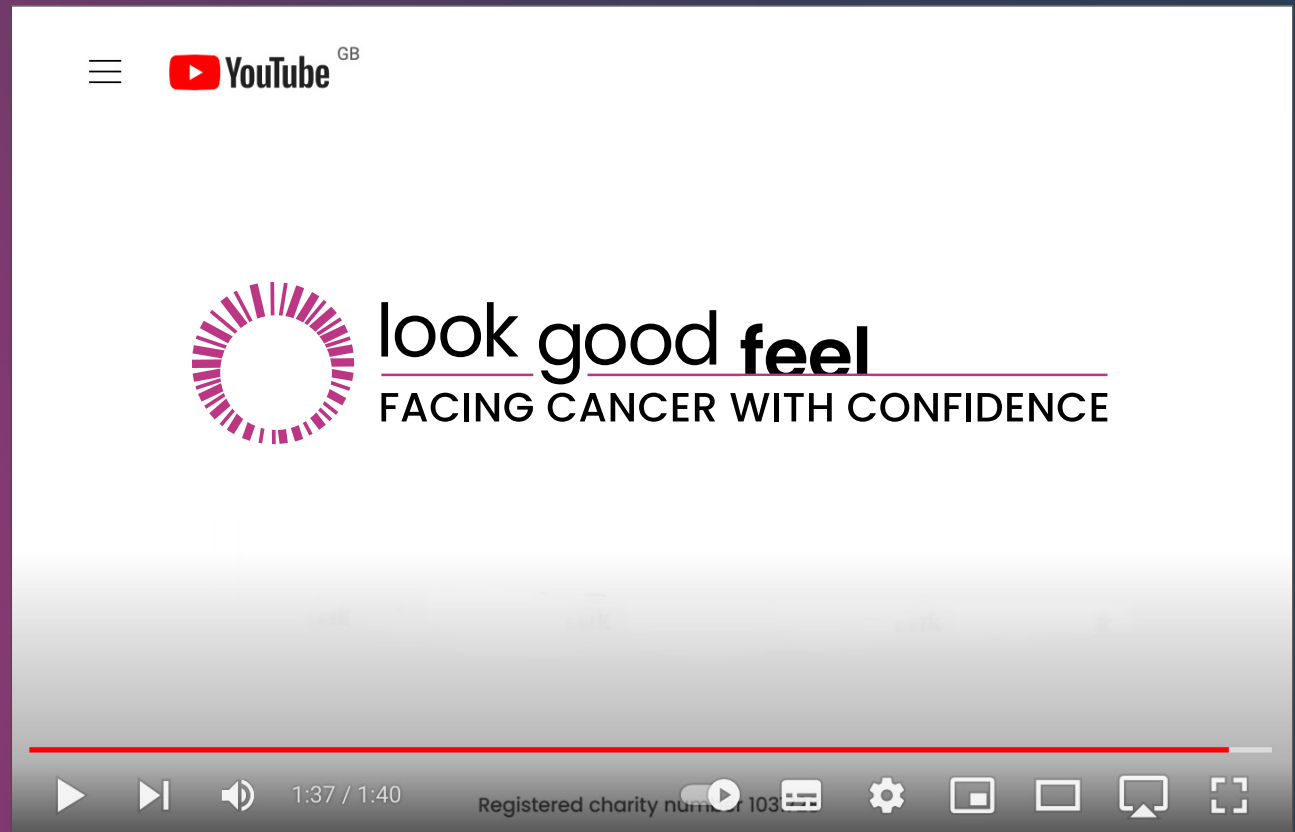 YouTube GB
look good feel
FACING CANCER WITH CONFIDENCE
1:37 / 1:40
Registered charity number